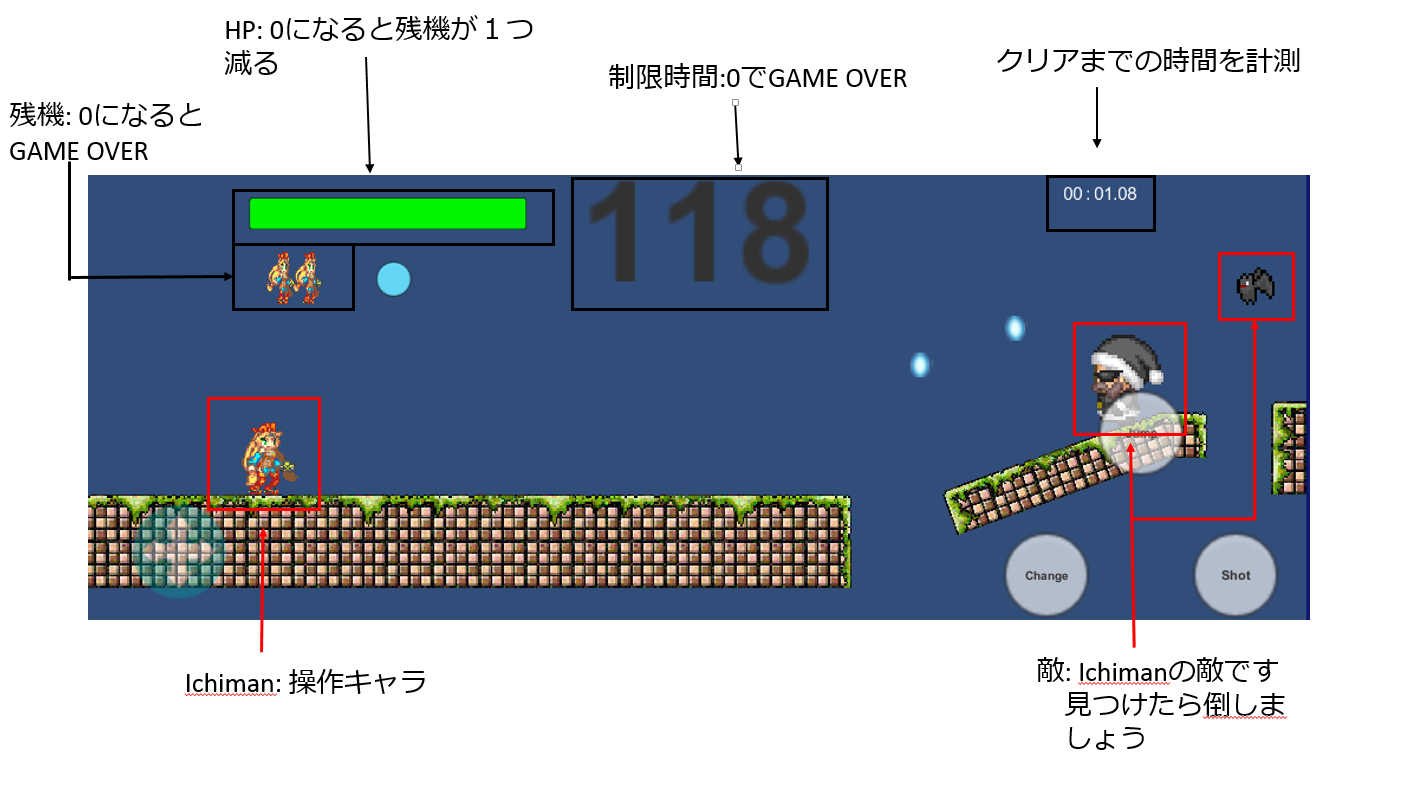 HP: 0になると残機が１つ
減る
制限時間:0でGAME OVER
クリアまでの時間を計測
残機: 0になると
GAME OVER
118
00 : 01.08
Jump
Change
Shot
Ichiman: 操作キャラ
敵: Ichimanの敵です
見つけたら倒しま
しょう